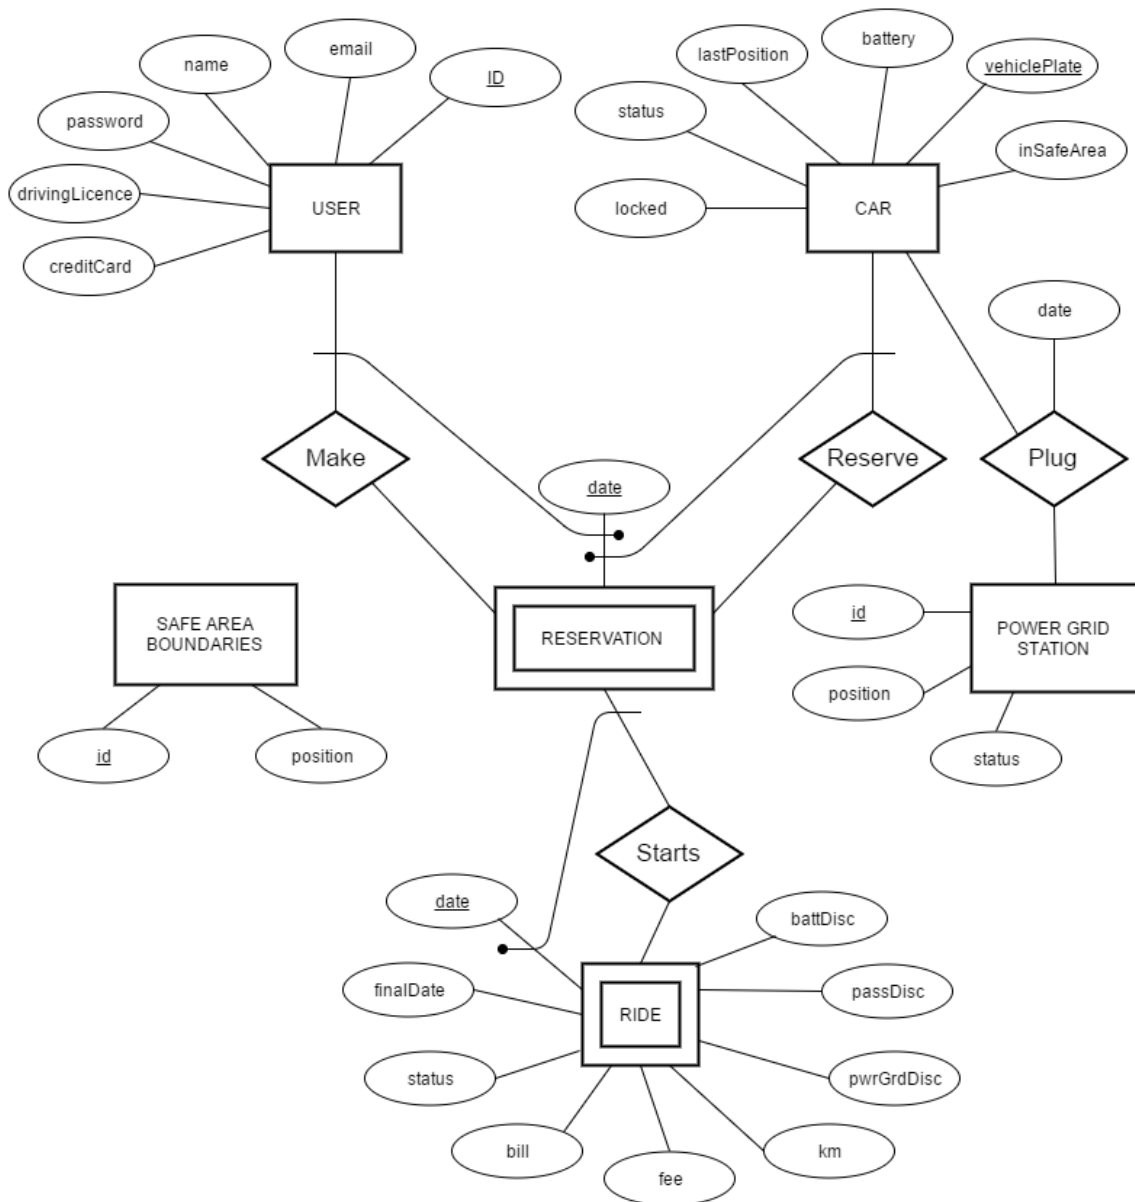 email
battery
name
ID
lastPosition
vehiclePlate
status
password
inSafeArea
drivingLicence
USER
locked
CAR
creditCard
date
Make
Reserve
Plug
date
SAFE AREA
BOUNDARIES
RESERVATION
id
POWER GRID
STATION
position
id
position
status
Starts
date
battDisc
finalDate
passDisc
RIDE
status
pwrGrdDisc
bill
km
fee